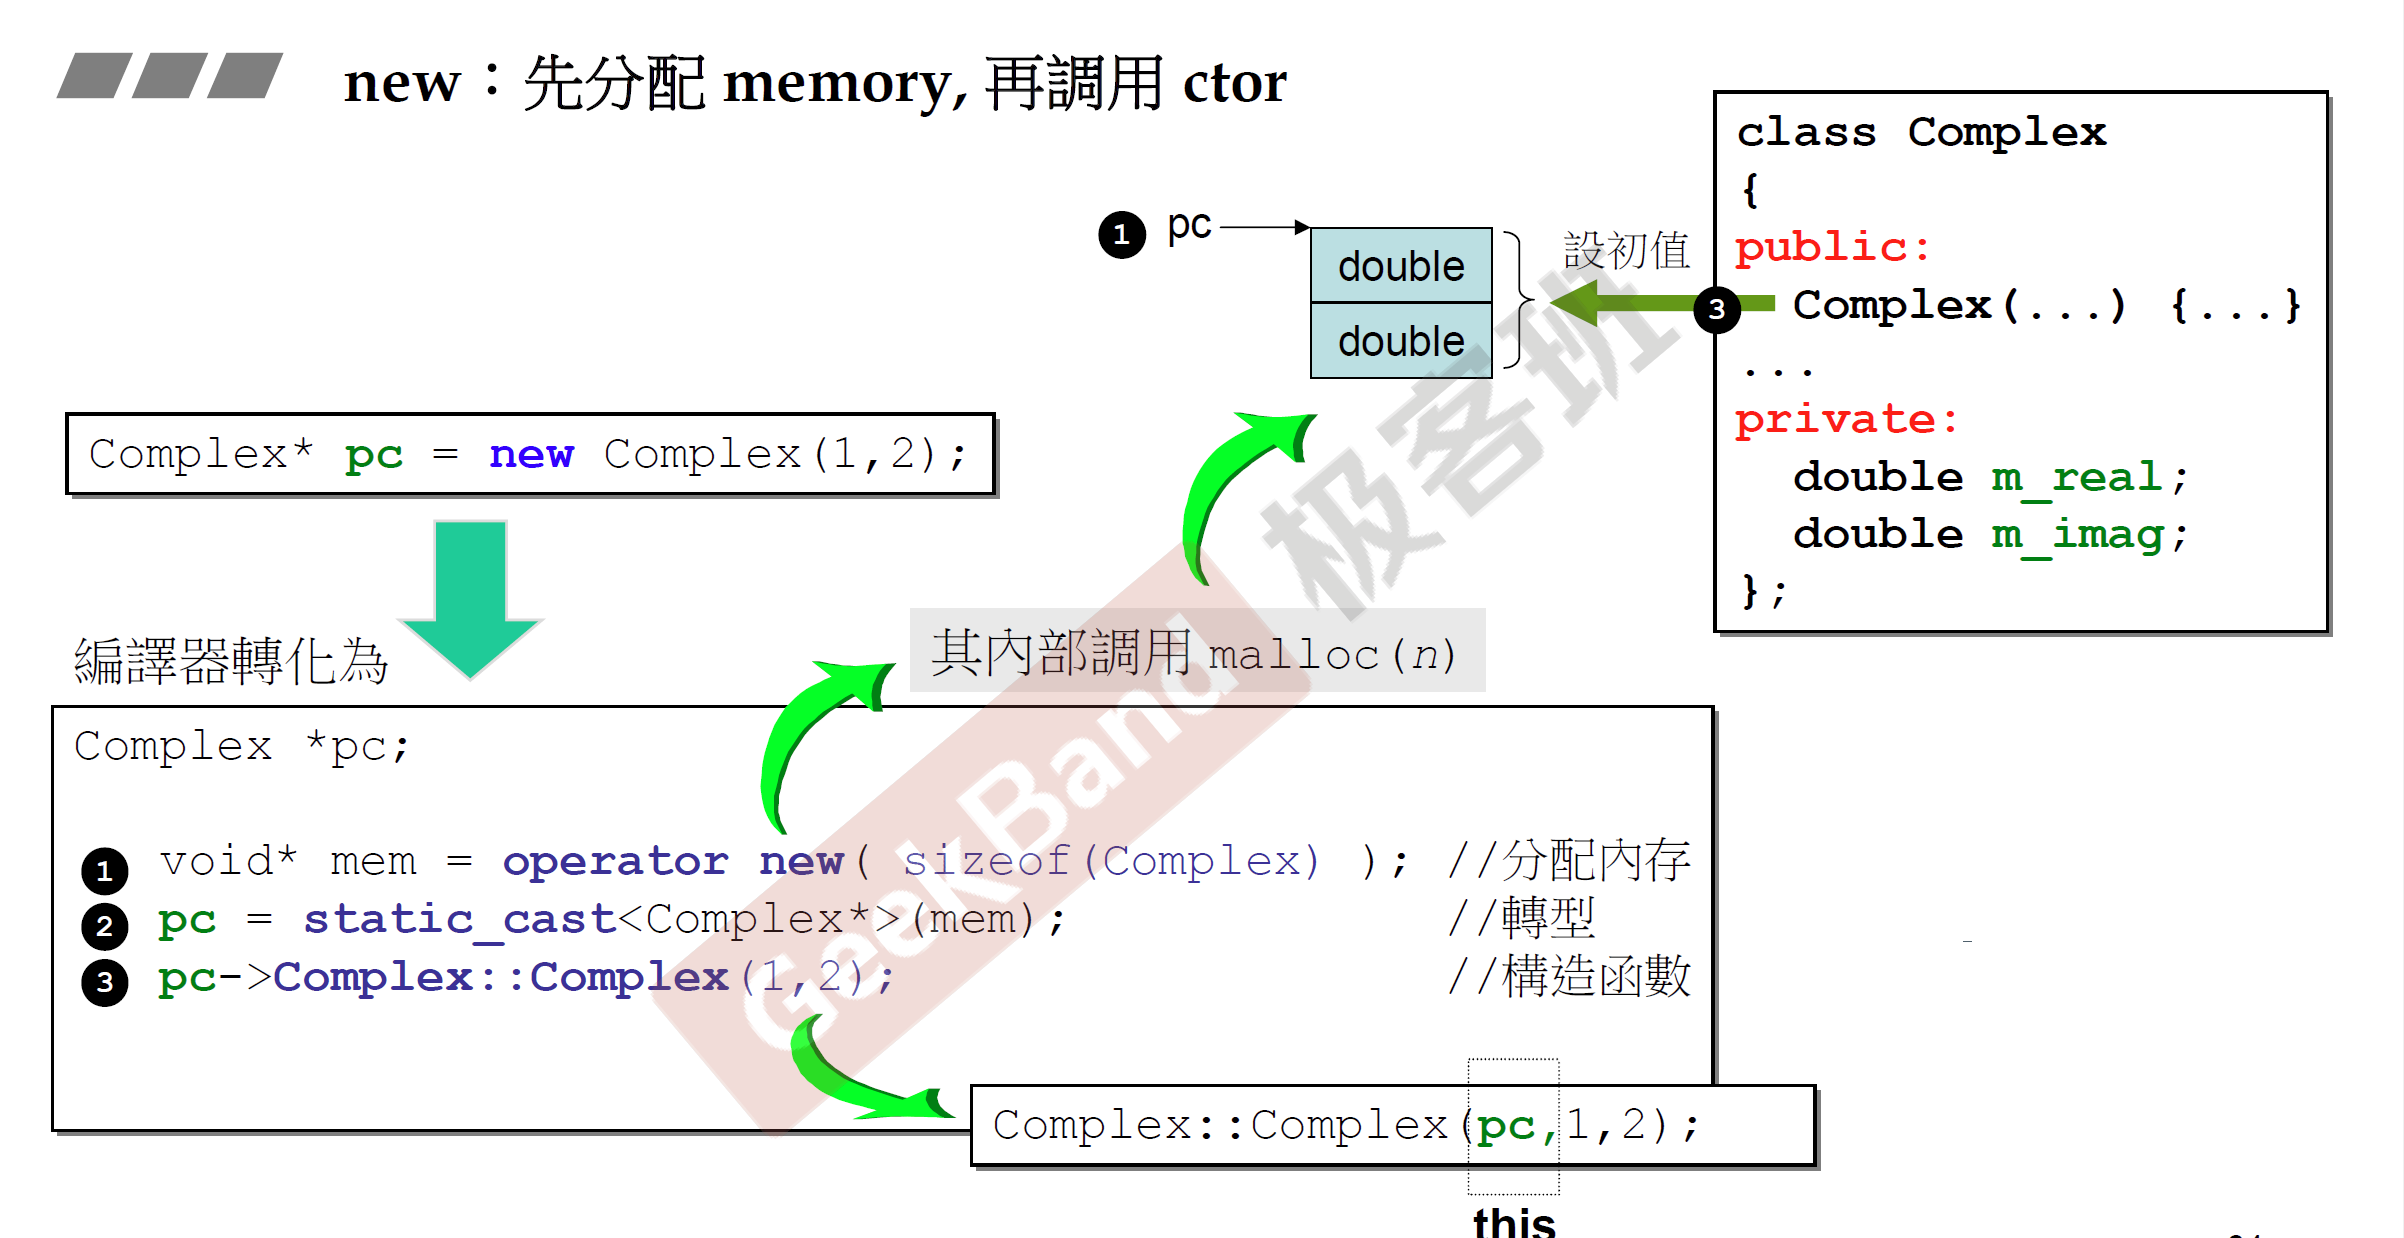 new：先分配 memory, 再調用 ctor
class Complex
{
public:
Complex(...) {...}
...
private:
double m_real;
double m_imag;
};
1 pc
double
double
設初值
3
Complex* pc = new Complex(1,2);
編譯器轉化為
其內部調用 malloc(n)
Complex *pc;
1 void* mem = operator new( sizeof(Complex) ); //分配內存
2 pc = static_cast<Complex*>(mem); //轉型
3 pc->Complex::Complex(1,2); //構造函數
Complex::Complex(pc,1,2);
this
GeekBand 极客班